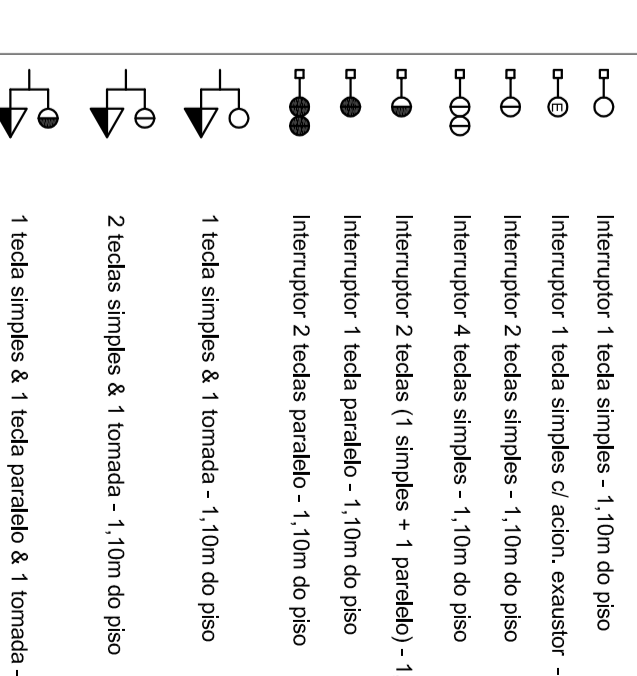 Interruptor 1 tecla simples - 1,10m do piso
E Interruptor 1 tecla simples c/ acion. exaustor -
Interruptor 2 teclas simples - 1,10m do piso
Interruptor 4 teclas simples - 1,10m do piso
Interruptor 2 teclas (1 simples + 1 parelelo) - 1,
Interruptor 1 tecla paralelo - 1,10m do piso
Interruptor 2 teclas paralelo - 1,10m do piso
1 tecla simples & 1 tomada - 1,10m do piso
2 teclas simples & 1 tomada - 1,10m do piso
1 tecla simples & 1 tecla paralelo & 1 tomada -